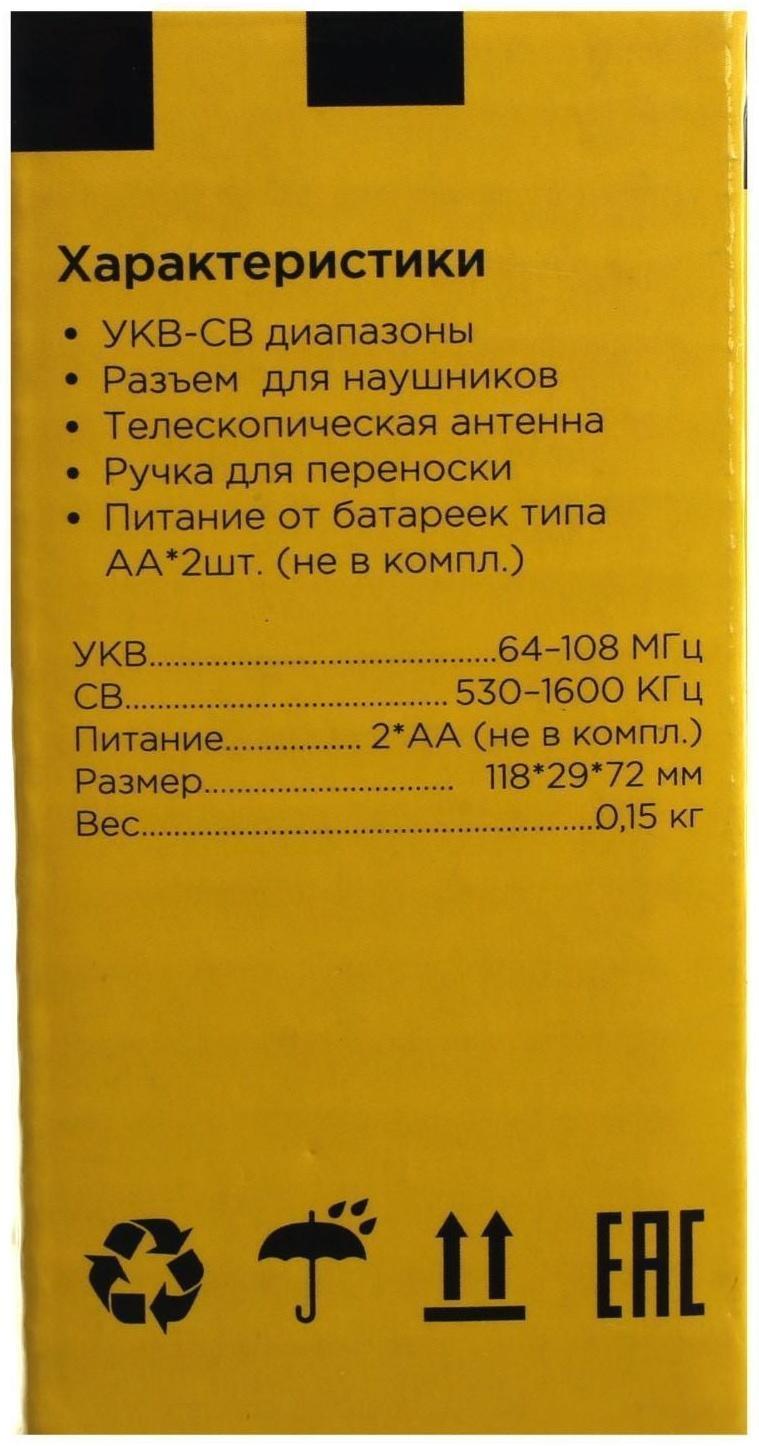 Характеристики
• УКВ-СВ диапазоны
• Разъем для наушников
• Телескопическая антенна
• Ручка для переноски
• Питание от батареек типа
АА*2шт. (не в компл.)
УКВ........................................64-108 МГц
СВ..................................... 530-1600 КГц
Питание................ 2*АА (не в компл.)
Размер............................. 118*29*72 мм
Вес.....................................................0,15 кг
EAC